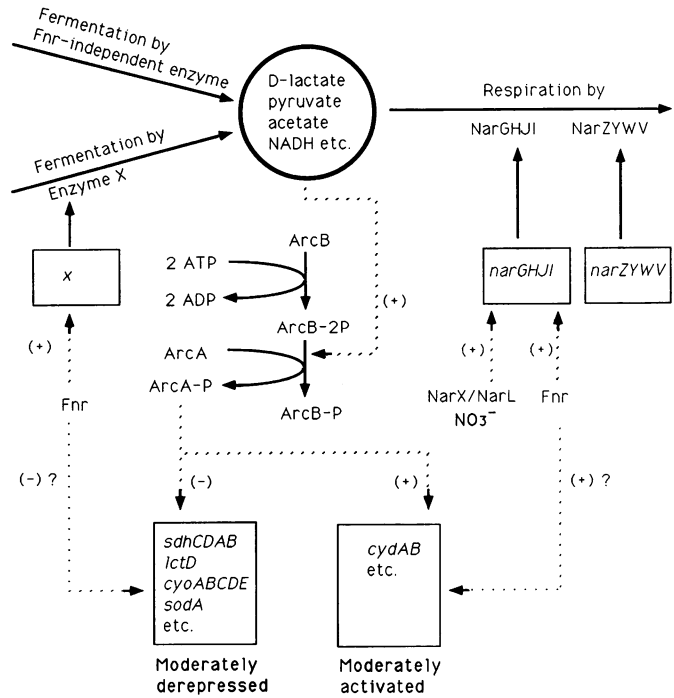 Fermentation by
Fnr-independent enzyme
D-lactate
pyruvate
acetate
NADH etc.
Respiration by
NarGHJI NarZYWV
Fermentation by
Enzyme X
x
ArcB
2 ATP
2 ADP
narGHJI narZYWV
(+)
ArcB-2P
(+)
ArcA
(+) (+)
ArcA-P
ArcB-P
Fnr
NarX/NarL Fnr
NO3-
(-) ?
(-)
(+)
(+) ?
sdhCDAB
lctD
cyoABCDE
sodA
etc.
cydAB
etc.
Moderately
derepressed
Moderately
activated